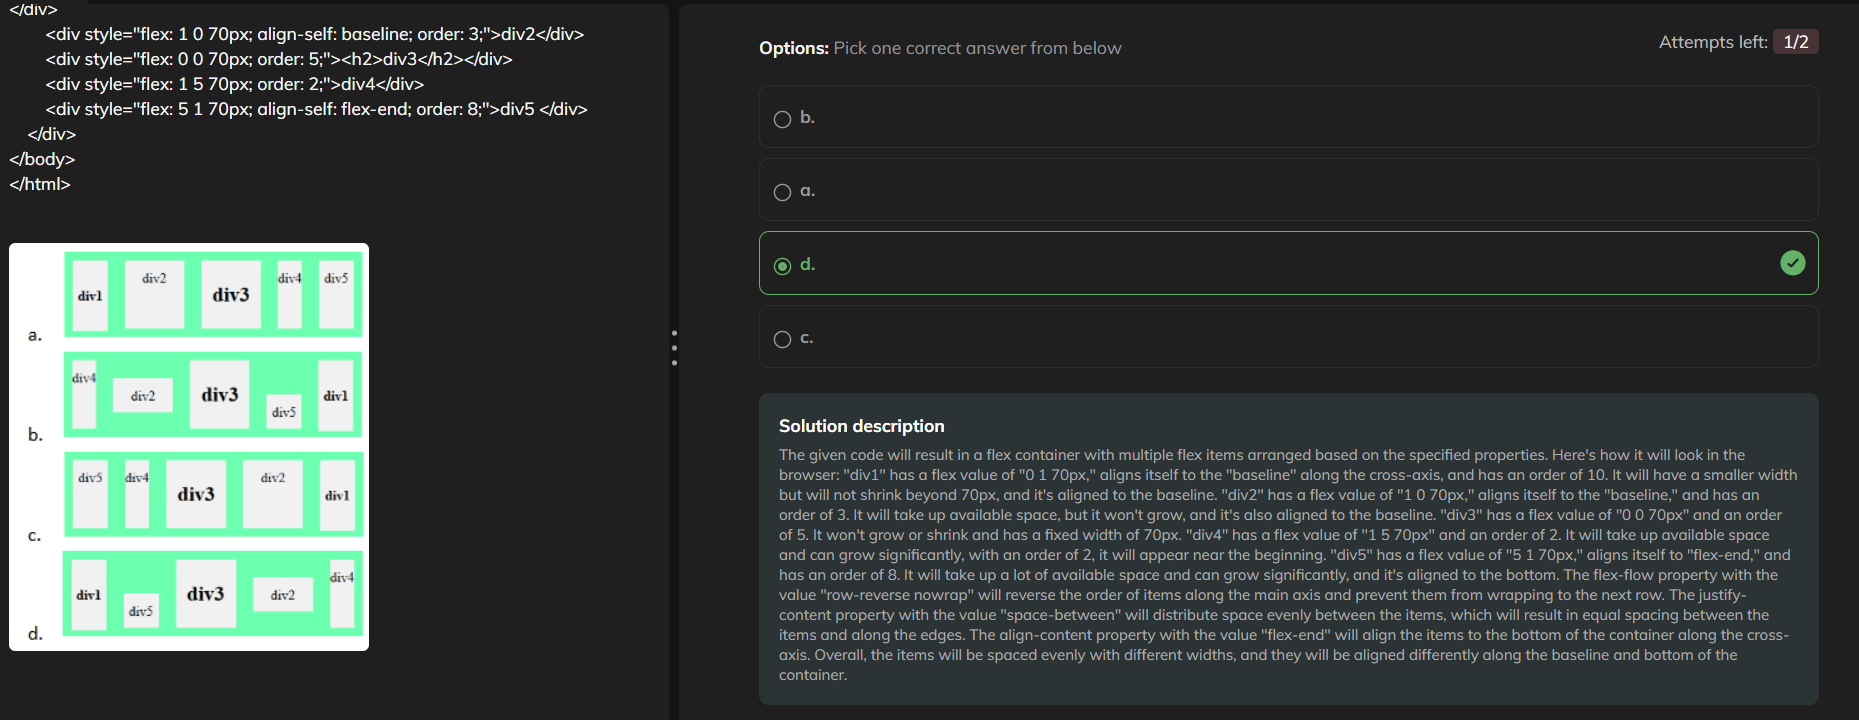 </div>
<div style="flex: 1 0 70px; align-self: baseline; order: 3;">div2</div>
<div style="flex: 0 0 70px; order: 5;"><h2>div3</h2></div>
<div style="flex: 1 5 70px; order: 2;">div4</div>
<div style="flex: 5 1 70px; align-self: flex-end; order: 8;">div5 </div>
</div>
</body>
</html>
div1 div2 div3 div4 div5
a.
div4 div2 div3 div5 div1
b.
div5 div4 div3 div2 div1
c.
div1 div5 div3 div2 div4
d.
Options: Pick one correct answer from below
Attempts left: 1/2
b.
a.
d.
c.
Solution description
The given code will result in a flex container with multiple flex items arranged based on the specified properties. Here's how it will look in the
browser: "div1" has a flex value of "0 1 70px," aligns itself to the "baseline" along the cross-axis, and has an order of 10. It will have a smaller width
but will not shrink beyond 70px, and it's aligned to the baseline. "div2" has a flex value of "1 0 70px," aligns itself to the "baseline," and has an
order of 3. It will take up available space, but it won't grow, and it's also aligned to the baseline. "div3" has a flex value of "0 0 70px" and an order
of 5. It won't grow or shrink and has a fixed width of 70px. "div4" has a flex value of "1 5 70px" and an order of 2. It will take up available space
and can grow significantly, with an order of 2, it will appear near the beginning. "div5" has a flex value of "5 1 70px," aligns itself to "flex-end," and
has an order of 8. It will take up a lot of available space and can grow significantly, and it's aligned to the bottom. The flex-flow property with the
value "row-reverse nowrap" will reverse the order of items along the main axis and prevent them from wrapping to the next row. The justify-
content property with the value "space-between" will distribute space evenly between the items, which will result in equal spacing between the
items and along the edges. The align-content property with the value "flex-end" will align the items to the bottom of the container along the cross-
axis. Overall, the items will be spaced evenly with different widths, and they will be aligned differently along the baseline and bottom of the
container.